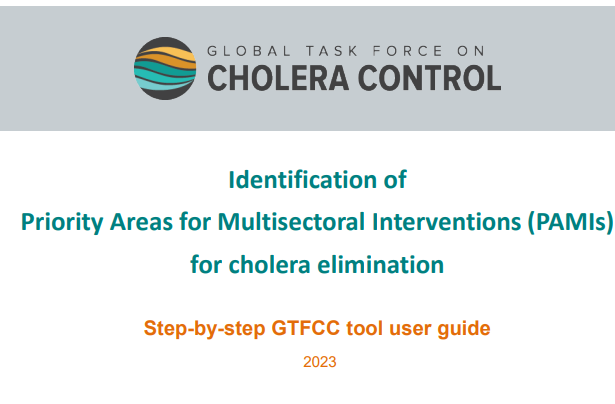 GLOBAL TASK FORCE ON
CHOLERA CONTROL
Identification of
Priority Areas for Multisectoral Interventions (PAMIs)
for cholera elimination
Step-by-step GTFCC tool user guide
2023